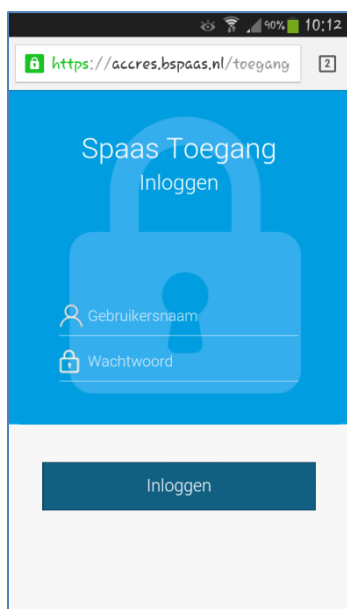 90% 10:12
https://accres.bspaas.nl/toegang 2
Spaas Toegang
Inloggen
Gebruikersnaam
Wachtwoord
Inloggen